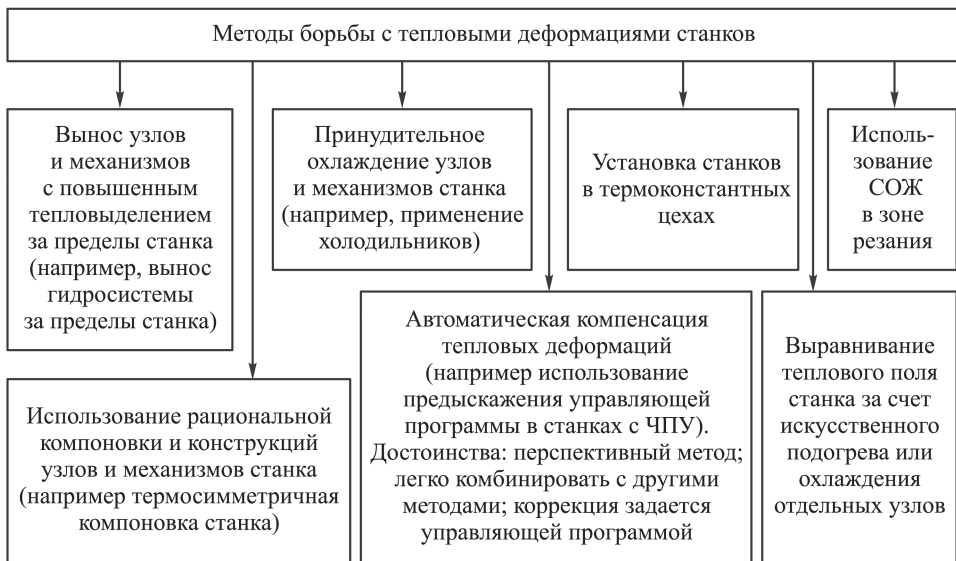 Методы борьбы с тепловыми деформациями станков
Вынос узлов
и механизмов
с повышенным
тепловыделением
за пределы станка
(например, вынос
гидросистемы
за пределы станка)
Принудительное
охлаждение узлов
и механизмов станка
(например, применение
холодильников)
Установка станков
в термоконстантных
цехах
Исполь-
зование
СОЖ
в зоне
резания
Использование рациональной
компоновки и конструкций
узлов и механизмов станка
(например термосимметричная
компоновка станка)
Автоматическая компенсация
тепловых деформаций
(например использование
предыскажения управляющей
программы в станках с ЧПУ).
Достоинства: перспективный метод;
легко комбинировать с другими
методами; коррекция задается
управляющей программой
Выравнивание
теплового поля
станка за счет
искусственного
подогрева или
охлаждения
отдельных узлов